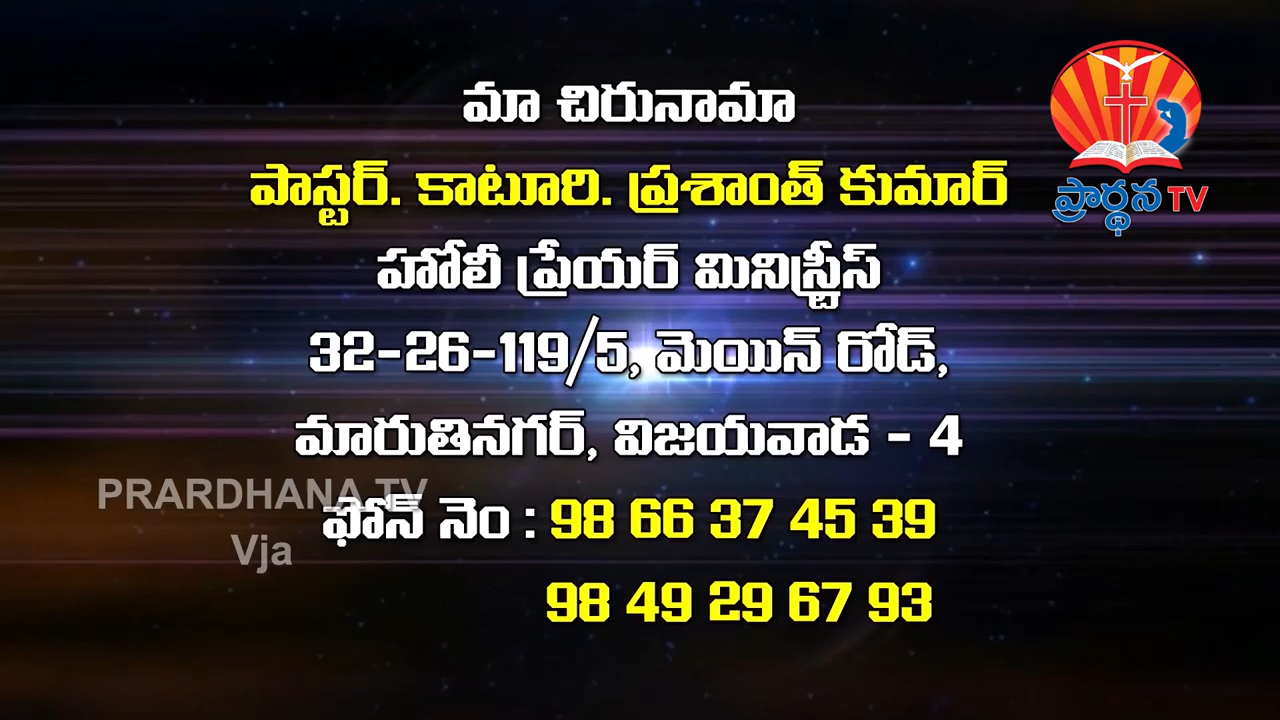 మా చిరునామా
పాస్టర్. కాటూరి. ప్రశాంత్ కుమార్
హోలీ ప్రేయర్ మినిస్ట్రీస్
32-26-119/5, మెయిన్ రోడ్,
మారుతినగర్, విజయవాడ - 4
ఫోన్ నెం : 98 66 37 45 39
98 49 29 67 93
ప్రార్థన TV
PRARDHANA TV
Vja